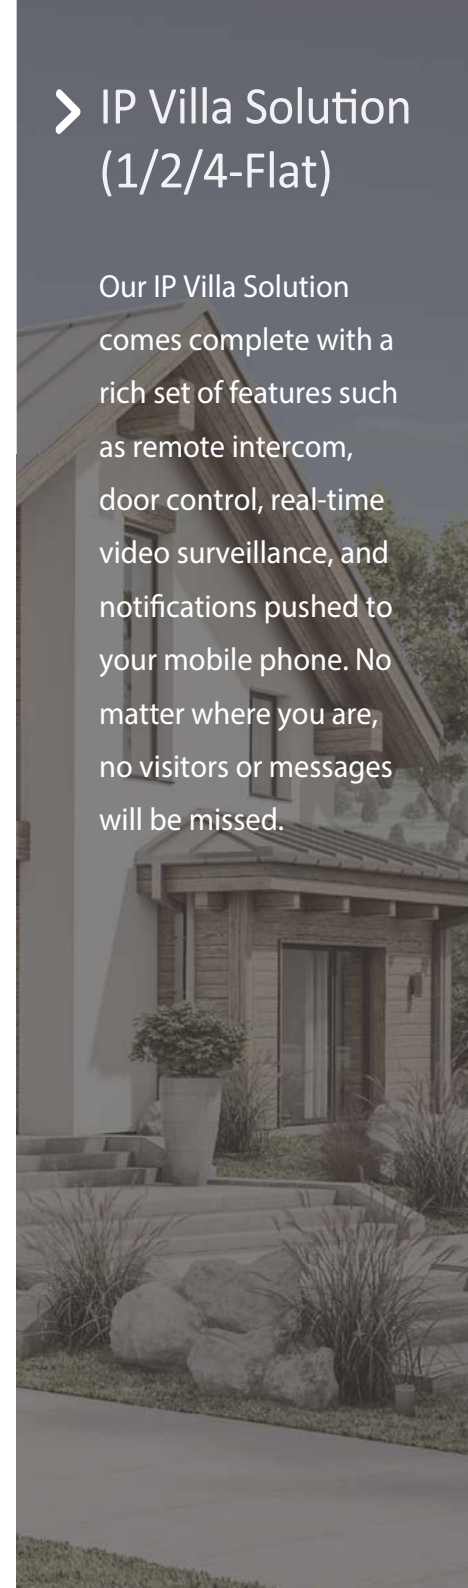 IP Villa Solution
(1/2/4-Flat)
Our IP Villa Solution
comes complete with a
rich set of features such
as remote intercom,
door control, real-time
video surveillance, and
notifications pushed to
your mobile phone. No
matter where you are,
no visitors or messages
will be missed.